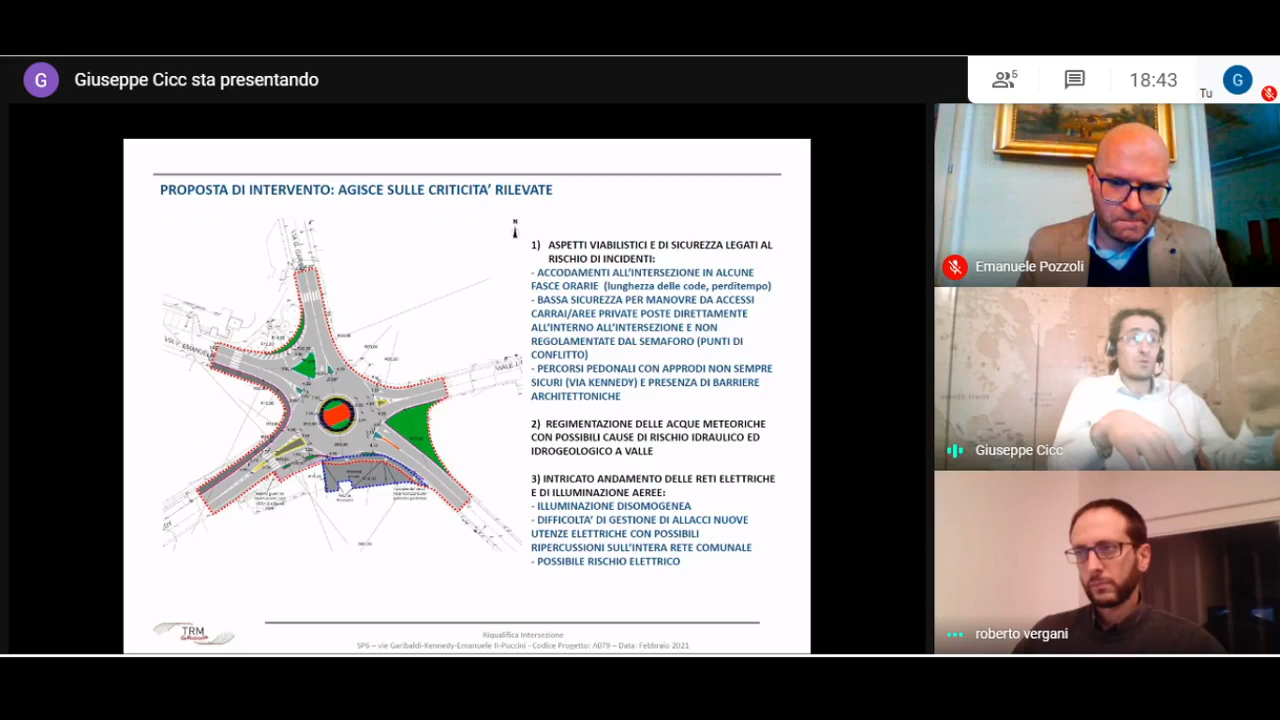 G
Giuseppe Cicc sta presentando
5
18:43
Tu
G
PROPOSTA DI INTERVENTO: AGISCE SULLE CRITICITA' RILEVATE
N
1) ASPETTI VIABILISTICI E DI SICUREZZA LEGATI AL
RISCHIO DI INCIDENTI:
- ACCODAMENTI ALL'INTERSEZIONE IN ALCUNE
FASCE ORARIE (lunghezza delle code, perditempo)
- BASSA SICUREZZA PER MANOVRE DA ACCESSI
CARRAI/AREE PRIVATE POSTE DIRETTAMENTE
ALL'INTERNO ALL'INTERSEZIONE E NON
REGOLAMENTATE DAL SEMAFORO (PUNTI DI
CONFLITTO)
- PERCORSI PEDONALI CON APPRODI NON SEMPRE
SICURI (VIA KENNEDY) E PRESENZA DI BARRIERE
ARCHITETTONICHE
2) REGIMENTAZIONE DELLE ACQUE METEORICHE
CON POSSIBILI CAUSE DI RISCHIO IDRAULICO ED
IDROGEOLOGICO A VALLE
3) INTRICATO ANDAMENTO DELLE RETI ELETTRICHE
E DI ILLUMINAZIONE AEREE:
- ILLUMINAZIONE DISOMOGENEA
- DIFFICOLTA' DI GESTIONE DI ALLACCI NUOVE
UTENZE ELETTRICHE CON POSSIBILI
RIPERCUSSIONI SULL'INTERA RETE COMUNALE
- POSSIBILE RISCHIO ELETTRICO
VIA V. EMANUELE
VIALE
TRM
GROUP
Riqualifica Intersezione
SP6 – vie Garibaldi-Kennedy-Emanuele II-Puccini - Codice Progetto: A079 – Data: Febbraio 2021
Emanuele Pozzoli
Giuseppe Cicc
roberto vergani